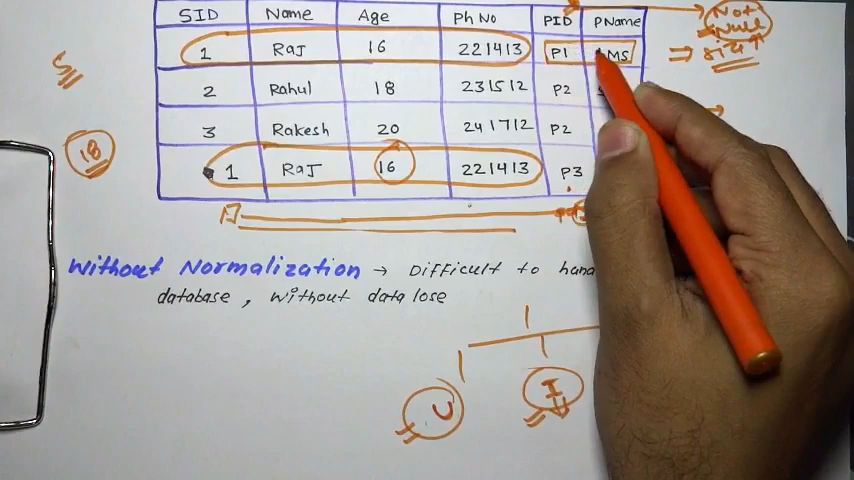 SID Name Age Ph No PID PName
1 Raj 16 221413 P1 MS
2 Rahul 18 231512 P2
3 Rakesh 20 241712 P2
1 Raj 16 221413 P3
Not
Null
size↑
18
Without Normalization → Difficult to hand
database, without data lose
U I